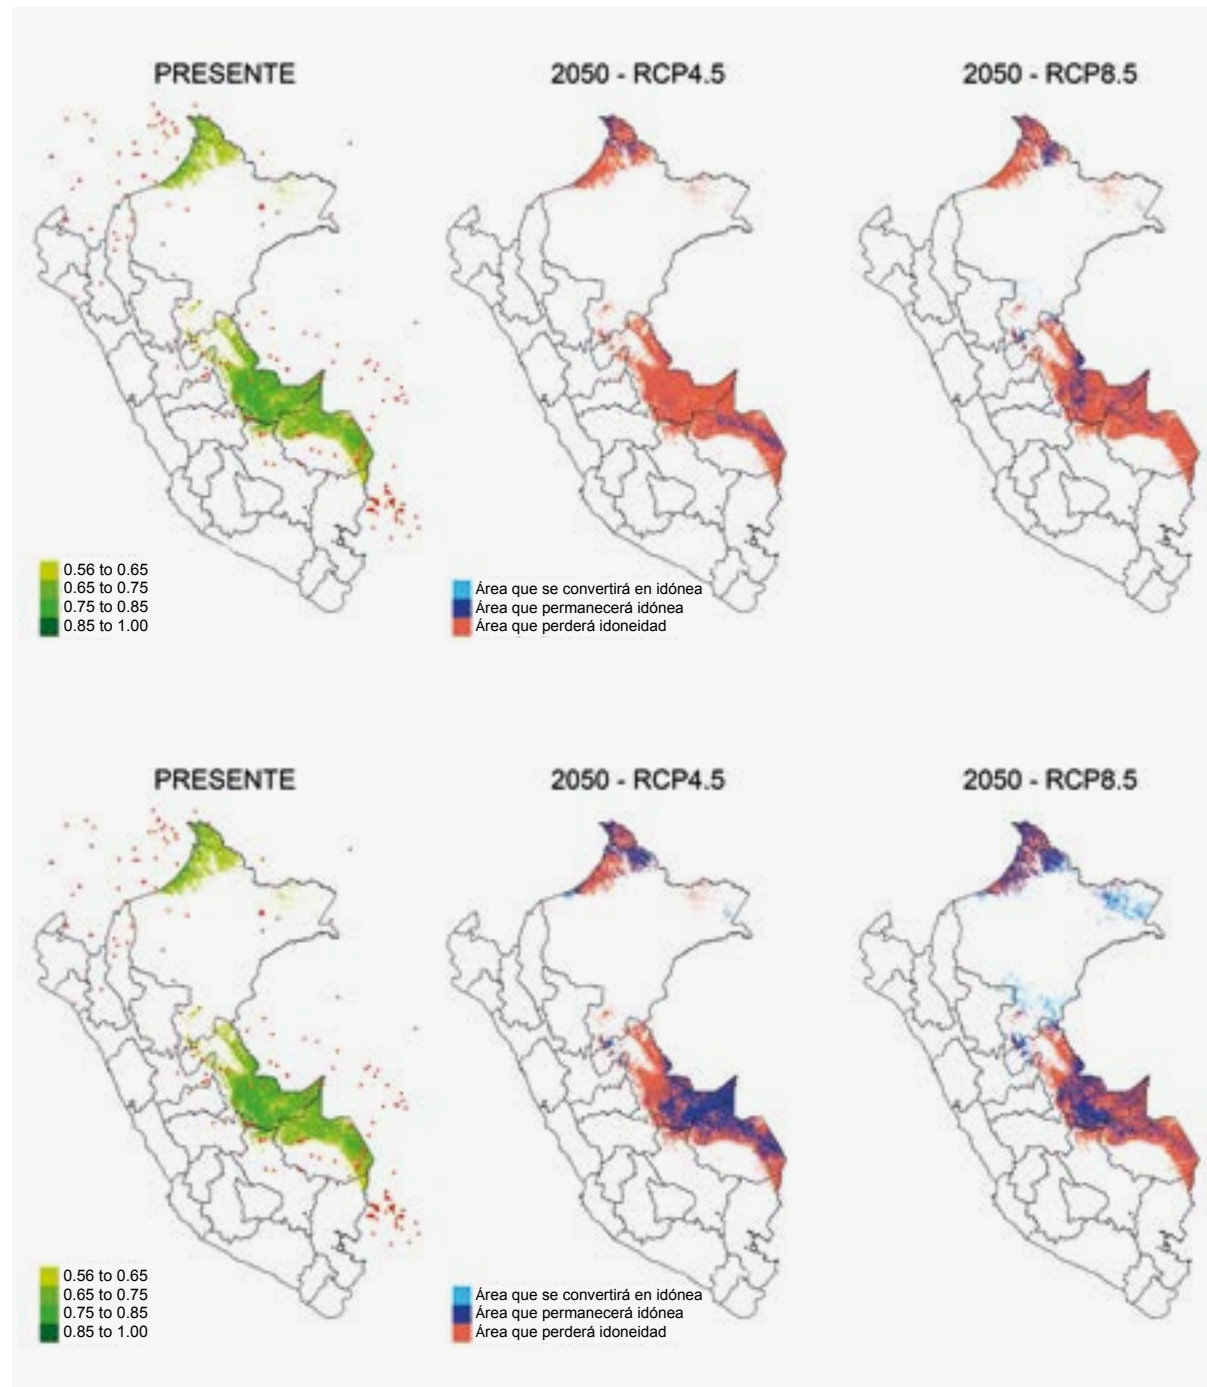 PRESENTE
2050 - RCP4.5
2050 - RCP8.5
0.56 to 0.65
0.65 to 0.75
0.75 to 0.85
0.85 to 1.00
Área que se convertirá en idónea
Área que permanecerá idónea
Área que perderá idoneidad
PRESENTE
2050 - RCP4.5
2050 - RCP8.5
0.56 to 0.65
0.65 to 0.75
0.75 to 0.85
0.85 to 1.00
Área que se convertirá en idónea
Área que permanecerá idónea
Área que perderá idoneidad